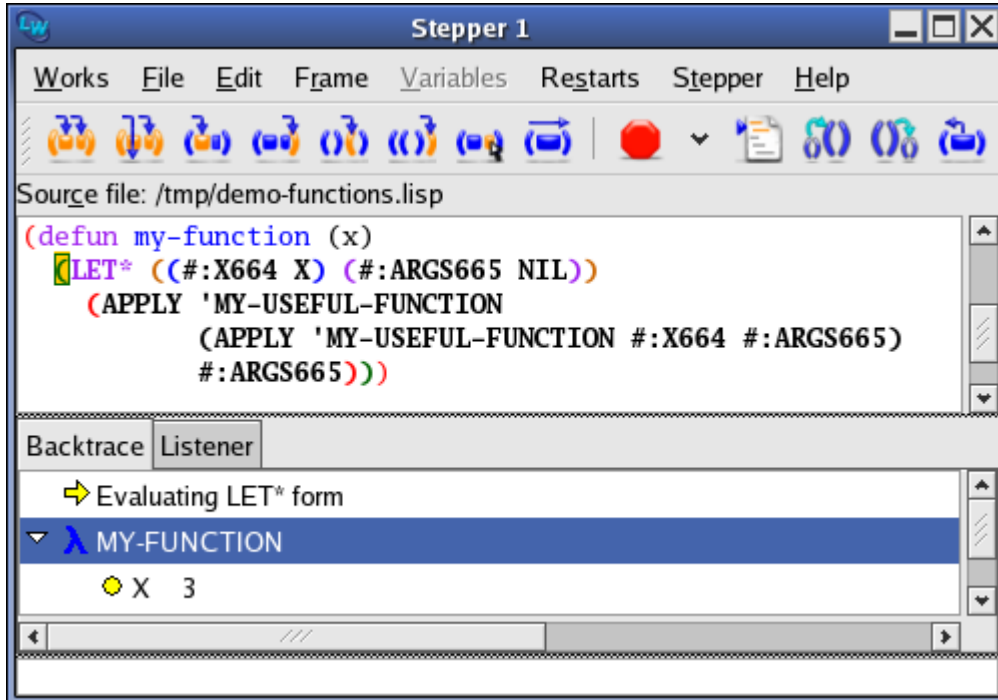 LW Stepper 1
Works File Edit Frame Variables Restarts Stepper Help
Source file: /tmp/demo-functions.lisp
(defun my-function (x)
  (LET* ((#:X664 X) (#:ARGS665 NIL))
    (APPLY 'MY-USEFUL-FUNCTION
           (APPLY 'MY-USEFUL-FUNCTION #:X664 #:ARGS665)
           #:ARGS665)))
Backtrace Listener
Evaluating LET* form
λ MY-FUNCTION
X 3